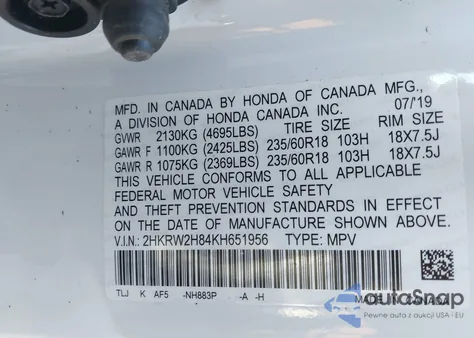 MFD. IN CANADA BY HONDA OF CANADA MFG.,
A DIVISION OF HONDA CANADA INC. 07/19
GVWR 2130KG (4695LBS) TIRE SIZE RIM SIZE
GAWR F 1100KG (2425LBS) 235/60R18 103H 18X7.5J
GAWR R 1075KG (2369LBS) 235/60R18 103H 18X7.5J
THIS VEHICLE CONFORMS TO ALL APPLICABLE
FEDERAL MOTOR VEHICLE SAFETY
AND THEFT PREVENTION STANDARDS IN EFFECT
ON THE DATE OF MANUFACTURE SHOWN ABOVE.
V.I.N.: 2HKRW2H84KH651956 TYPE: MPV
TLJ K AF5 -NH883P -A -H MADE IN CANADA
autoSnap
Pewne auta z aukcji USA - EU